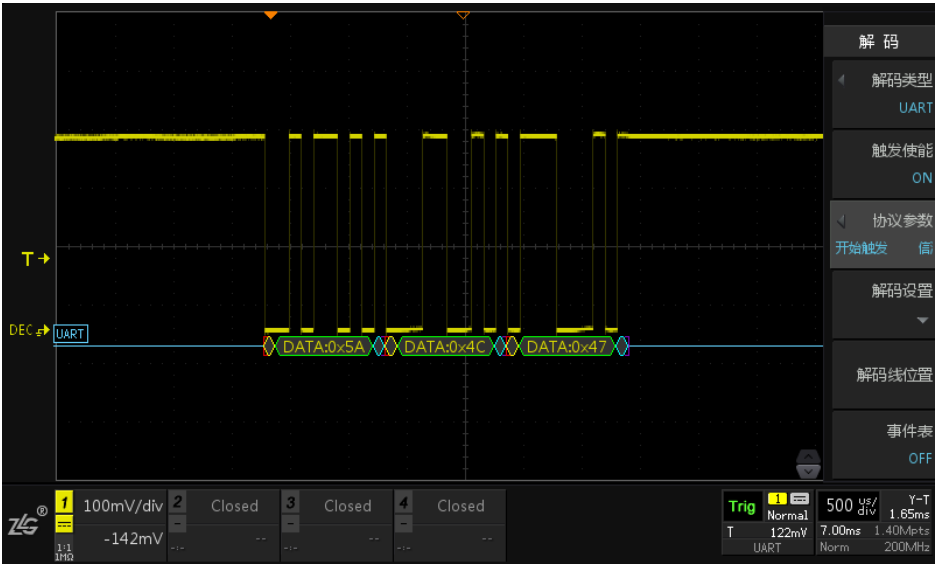 解 码
解码类型
UART
触发使能
ON
协议参数
开始触发 信
解码设置
解码线位置
事件表
OFF
T
DEC
UART
DATA:0x5A
DATA:0x4C
DATA:0x47
ZLG®
1
100mV/div
-142mV
1:1
1MΩ
2
Closed
--
-:-
3
Closed
--
-:-
4
Closed
--
-:-
Trig
1
Normal
T 122mV
UART
500 us/div
Y-T
1.65ms
7.00ms 1.40Mpts
Norm 200MHz